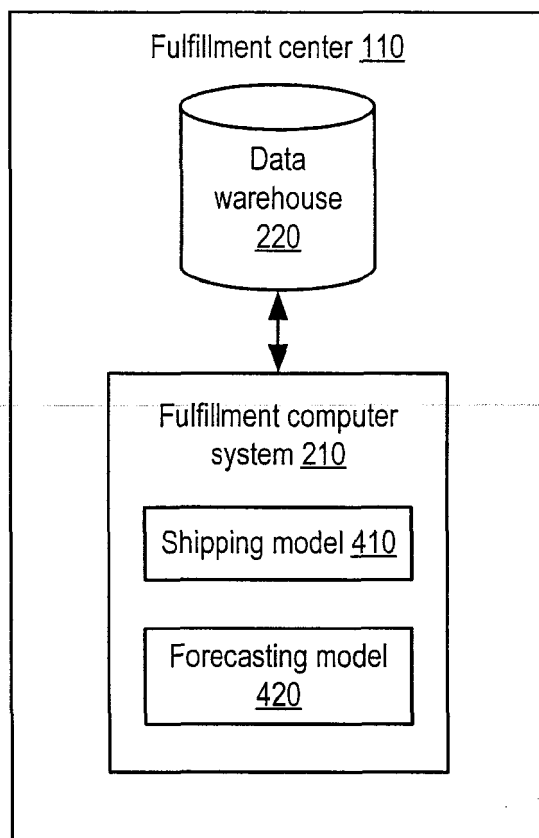 Fulfillment center 110
Data
warehouse
220
Fulfillment computer
system 210
Shipping model 410
Forecasting model
420